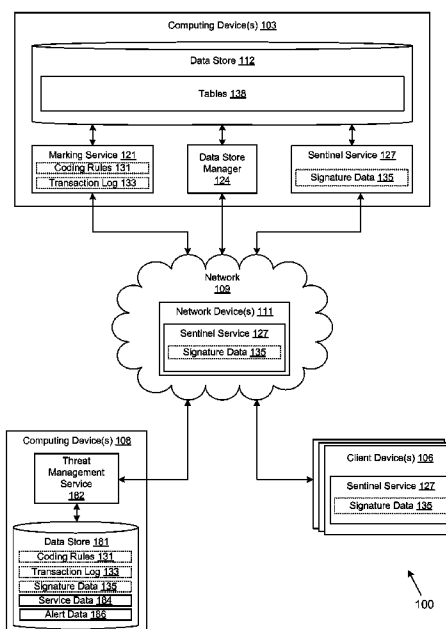 Computing Device(s) 103
Data Store 112
Tables 138
Marking Service 121
Coding Rules 131
Transaction Log 133
Data Store
Manager
124
Sentinel Service 127
Signature Data 135
Network
109
Network Device(s) 111
Sentinel Service 127
Signature Data 135
Computing Device(s) 108
Threat
Management
Service
182
Data Store 181
Coding Rules 131
Transaction Log 133
Signature Data 135
Service Data 184
Alert Data 186
Client Device(s) 106
Sentinel Service 127
Signature Data 135
100